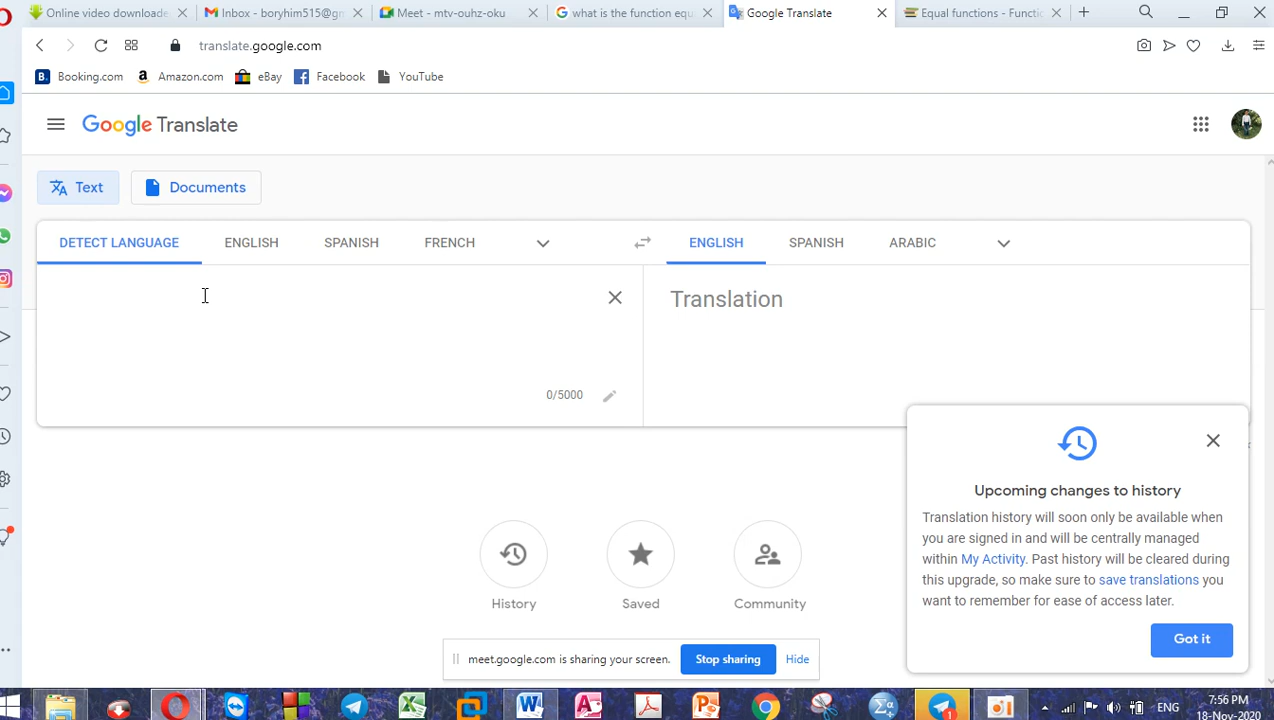 Online video downloade
Inbox - boryhim515@gm
Meet - mtv-ouhz-oku
what is the function equ
Google Translate
Equal functions - Functio
translate.google.com
Booking.com
Amazon.com
eBay
Facebook
YouTube
Google Translate
Text
Documents
DETECT LANGUAGE
ENGLISH
SPANISH
FRENCH
ENGLISH
SPANISH
ARABIC
Translation
0/5000
Upcoming changes to history
Translation history will soon only be available when
you are signed in and will be centrally managed
within My Activity. Past history will be cleared during
this upgrade, so make sure to save translations you
want to remember for ease of access later.
Got it
History
Saved
Community
meet.google.com is sharing your screen.
Stop sharing
Hide
ENG
7:56 PM
18-Nov-2020